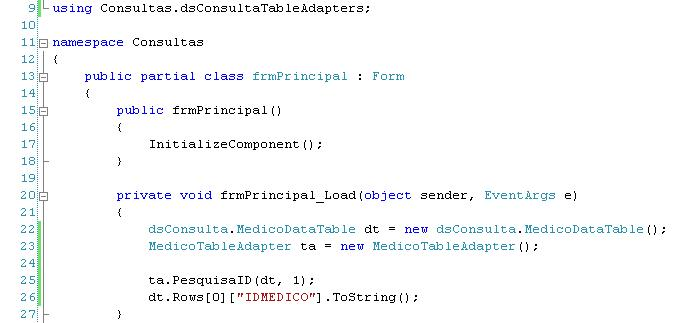 9 using Consultas.dsConsultaTableAdapters;
10
11 namespace Consultas
12 {
13 public partial class frmPrincipal : Form
14 {
15 public frmPrincipal()
16 {
17 InitializeComponent();
18 }
19
20 private void frmPrincipal_Load(object sender, EventArgs e)
21 {
22 dsConsulta.MedicoDataTable dt = new dsConsulta.MedicoDataTable();
23 MedicoTableAdapter ta = new MedicoTableAdapter();
24
25 ta.PesquisaID(dt, 1);
26 dt.Rows[0]["IDMEDICO"].ToString();
27 }